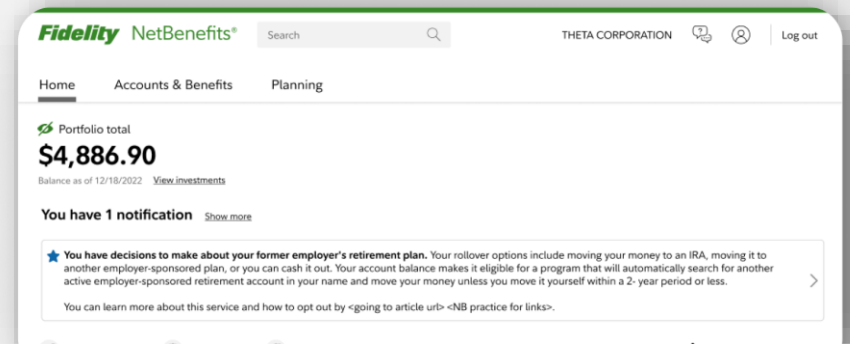 Fidelity NetBenefits® Search THETA CORPORATION Log out
Home Accounts & Benefits Planning
Portfolio total
$4,886.90
Balance as of 12/18/2022 View investments
You have 1 notification Show more
You have decisions to make about your former employer's retirement plan. Your rollover options include moving your money to an IRA, moving it to
another employer-sponsored plan, or you can cash it out. Your account balance makes it eligible for a program that will automatically search for another
active employer-sponsored retirement account in your name and move your money unless you move it yourself within a 2- year period or less.
You can learn more about this service and how to opt out by <going to article url> <NB practice for links>.